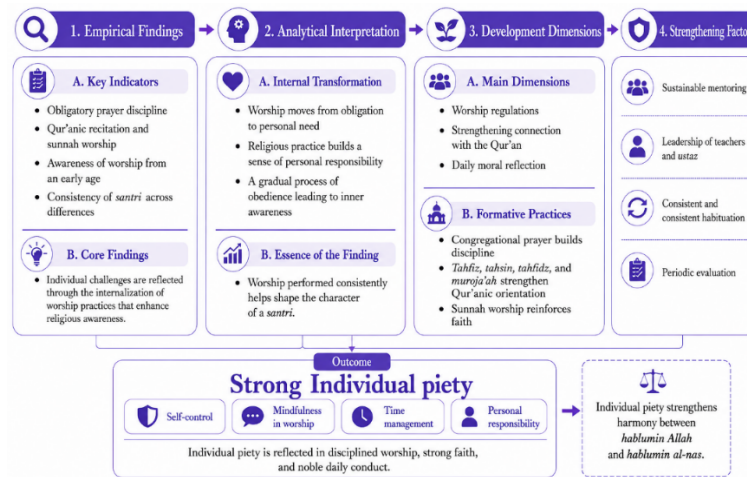 1. Empirical Findings
2. Analytical Interpretation
3. Development Dimensions
4. Strengthening Facto
A. Key Indicators
Obligatory prayer discipline
Qur'anic recitation and
sunnah worship
Awareness of worship from
an early age
Consistency of santri across
differences
B. Core Findings
Individual challenges are reflected
through the internalization of
worship practices that enhance
religious awareness.
A. Internal Transformation
Worship moves from obligation
to personal need
Religious practice builds a
sense of personal responsibility
A gradual process of
obedience leading to inner
awareness
B. Essence of the Finding
Worship performed consistently
helps shape the character
of a santri.
A. Main Dimensions
Worship regulations
Strengthening connection
with the Qur'an
Daily moral reflection
B. Formative Practices
Congregational prayer builds
discipline
Tahfiz, tahsin, tahfidz, and
muroja'ah strengthen
Qur'anic orientation
Sunnah worship reinforces
faith
Sustainable mentoring
Leadership of teachers
and ustaz
Consistent and
consistent habituation
Periodic evaluation
Outcome
Strong Individual piety
Self-control
Mindfulness
in worship
Time
management
Personal
responsibility
Individual piety is reflected in disciplined worship, strong faith,
and noble daily conduct.
Individual piety strengthens
harmony between
hablumin Allah
and hablumin al-nas.